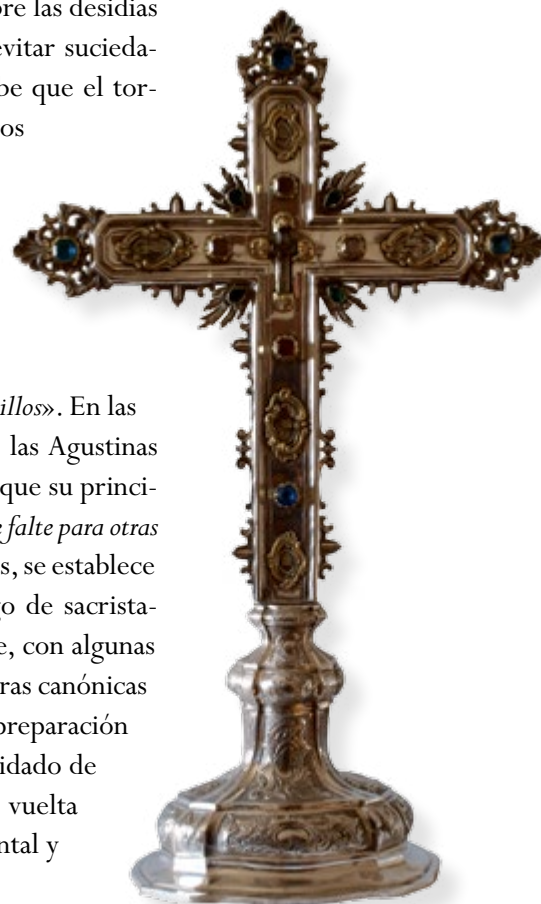 re las desidias
evitar sucieda-
be que el tor-
os
illos». En las
las Agustinas
que su princi-
falte para otras
s, se establece
o de sacrista-
e, con algunas
ras canónicas
preparación
idado de
vuelta
ntal y